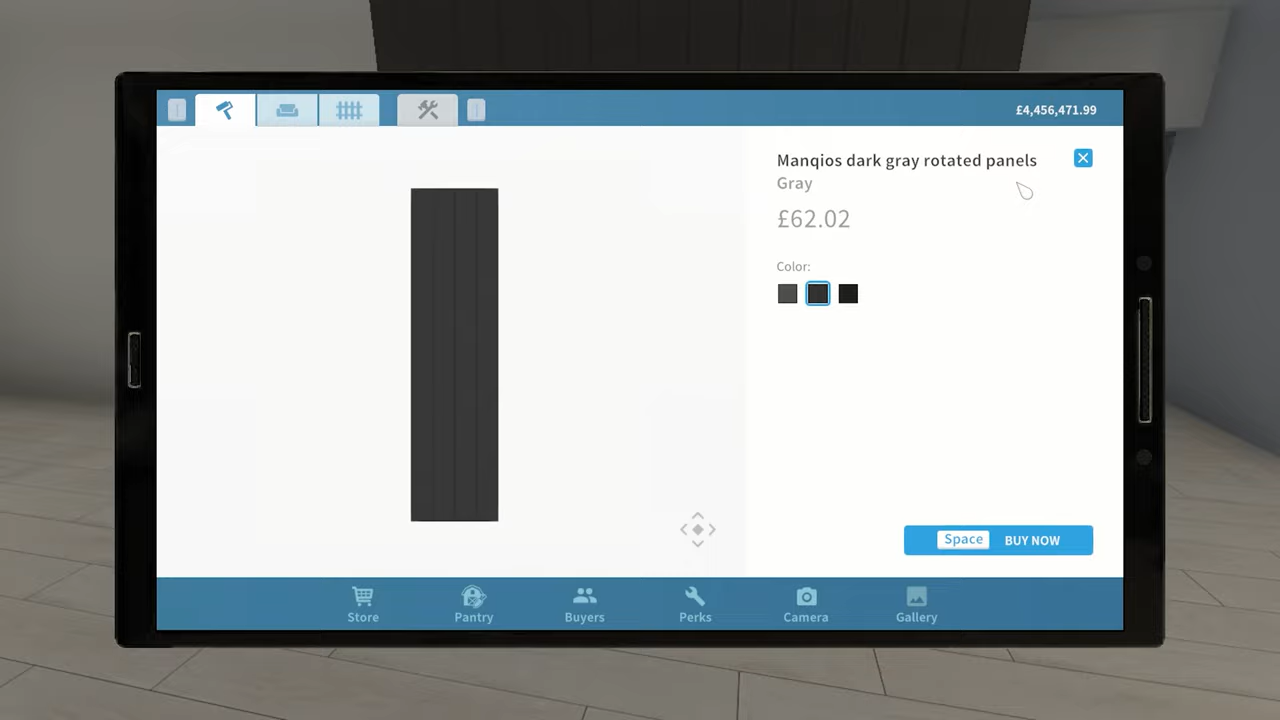 £4,456,471.99
Manqios dark gray rotated panels
Gray
£62.02
Color:
Space BUY NOW
Store Pantry Buyers Perks Camera Gallery